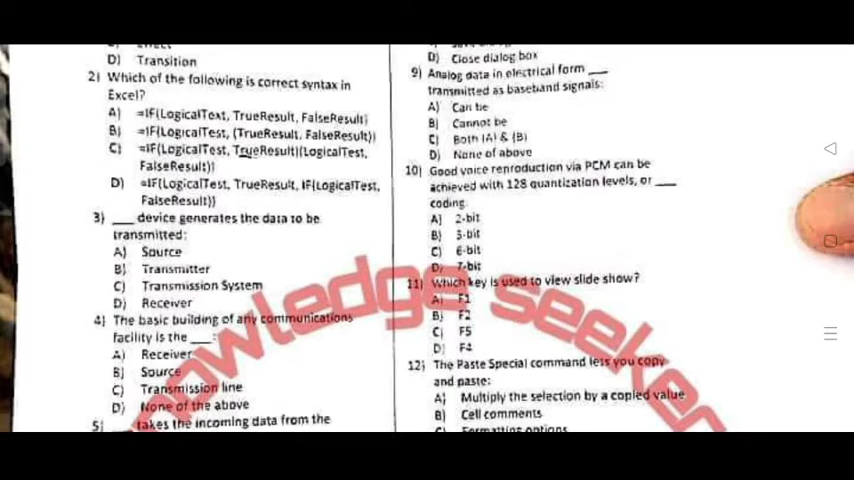 D) Transition
2) Which of the following is correct syntax in
Excel?
A) =IF(LogicalText, TrueResult, FalseResult)
B) =IF(LogicalTest, (TrueResult, FalseResult))
C) =IF(LogicalTest, TrueResult)(LogicalTest,
FalseResult))
D) =IF(LogicalTest, TrueResult, IF(LogicalTest,
FalseResult))
3) ___ device generates the data to be
transmitted:
A) Source
B) Transmitter
C) Transmission System
D) Receiver
4) The basic building of any communications
facility is the ___:
A) Receiver
B) Source
C) Transmission line
D) None of the above
5) ___ takes the incoming data from the
D) Close dialog box
9) Analog data in electrical form ___
transmitted as baseband signals:
A) Can be
B) Cannot be
C) Both (A) & (B)
D) None of above
10) Good voice reproduction via PCM can be
achieved with 128 quantization levels, or ___
coding.
A) 2-bit
B) 5-bit
C) 6-bit
D) 7-bit
11) Which key is used to view slide show?
A) F1
B) F2
C) F5
D) F4
12) The Paste Special command lets you copy
and paste:
A) Multiply the selection by a copied value
B) Cell comments
C) Formatting options
nowledge seeker